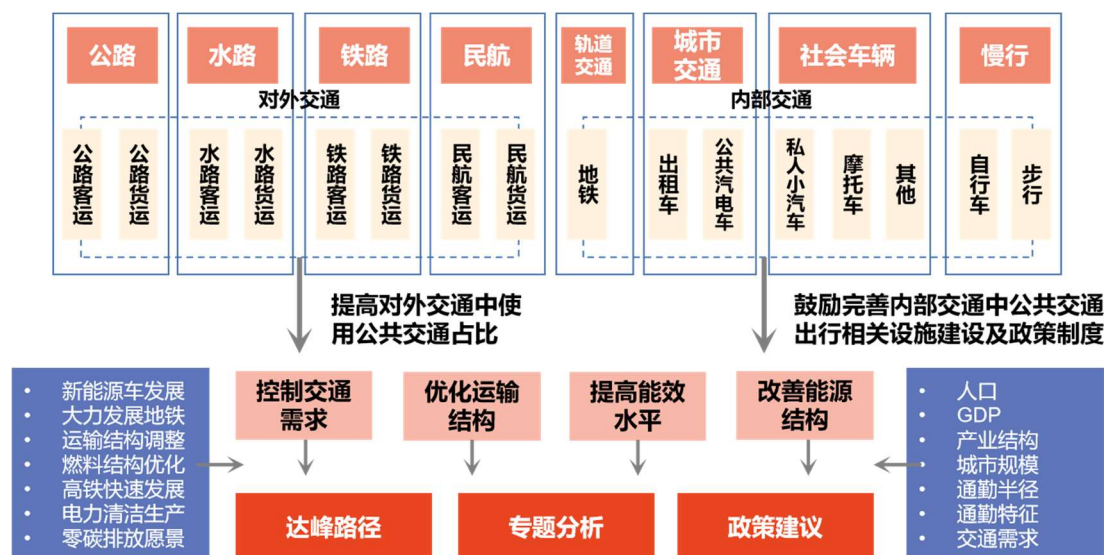 公路
水路
铁路
民航
轨道
交通
城市
交通
社会车辆
慢行
对外交通
内部交通
公路客运
公路货运
水路客运
水路货运
铁路客运
铁路货运
民航客运
民航货运
地铁
出租车
公共汽电车
私人小汽车
摩托车
其他
自行车
步行
提高对外交通中使
用公共交通占比
鼓励完善内部交通中公共交通
出行相关设施建设及政策制度
• 新能源车发展
• 大力发展地铁
• 运输结构调整
• 燃料结构优化
• 高铁快速发展
• 电力清洁生产
• 零碳排放愿景
控制交通
需求
优化运输
结构
提高能效
水平
改善能源
结构
• 人口
• GDP
• 产业结构
• 城市规模
• 通勤半径
• 通勤特征
• 交通需求
达峰路径
专题分析
政策建议